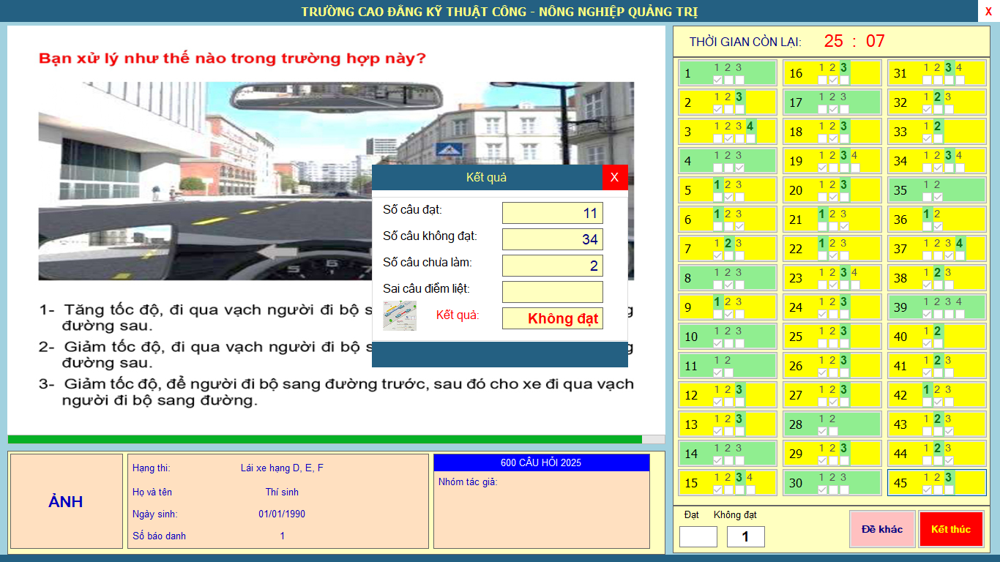 TRƯỜNG CAO ĐẲNG KỸ THUẬT CÔNG - NÔNG NGHIỆP QUẢNG TRỊ
X
Bạn xử lý như thế nào trong trường hợp này?
1- Tăng tốc độ, đi qua vạch người đi bộ s
g
đường sau.
2- Giảm tốc độ, đi qua vạch người đi bộ s
g
đường sau.
3- Giảm tốc độ, để người đi bộ sang đường trước, sau đó cho xe đi qua vạch
người đi bộ sang đường.
Kết quả
X
Số câu đạt: 11
Số câu không đạt: 34
Số câu chưa làm: 2
Sai câu điểm liệt:
Kết quả: Không đạt
THỜI GIAN CÒN LẠI: 25 : 07
1 1 2 3
2 1 2 3
3 1 2 3 4
4 1 2 3
5 1 2 3
6 1 2 3
7 1 2 3
8 1 2 3
9 1 2 3
10 1 2 3
11 1 2
12 1 2 3
13 1 2 3
14 1 2 3
15 1 2 3 4
16 1 2 3
17 1 2 3
18 1 2 3
19 1 2 3 4
20 1 2 3
21 1 2 3
22 1 2 3
23 1 2 3 4
24 1 2 3
25 1 2 3
26 1 2 3
27 1 2 3
28 1 2
29 1 2 3
30 1 2 3
31 1 2 3 4
32 1 2 3
33 1 2
34 1 2 3 4
35 1 2
36 1 2
37 1 2 3 4
38 1 2 3
39 1 2 3 4
40 1 2
41 1 2 3
42 1 2 3
43 1 2 3
44 1 2 3
45 1 2 3
ẢNH
Hạng thi: Lái xe hạng D, E, F
Họ và tên Thí sinh
Ngày sinh: 01/01/1990
Số báo danh 1
600 CÂU HỎI 2025
Nhóm tác giả:
Đạt Không đạt
1
Đề khác
Kết thúc